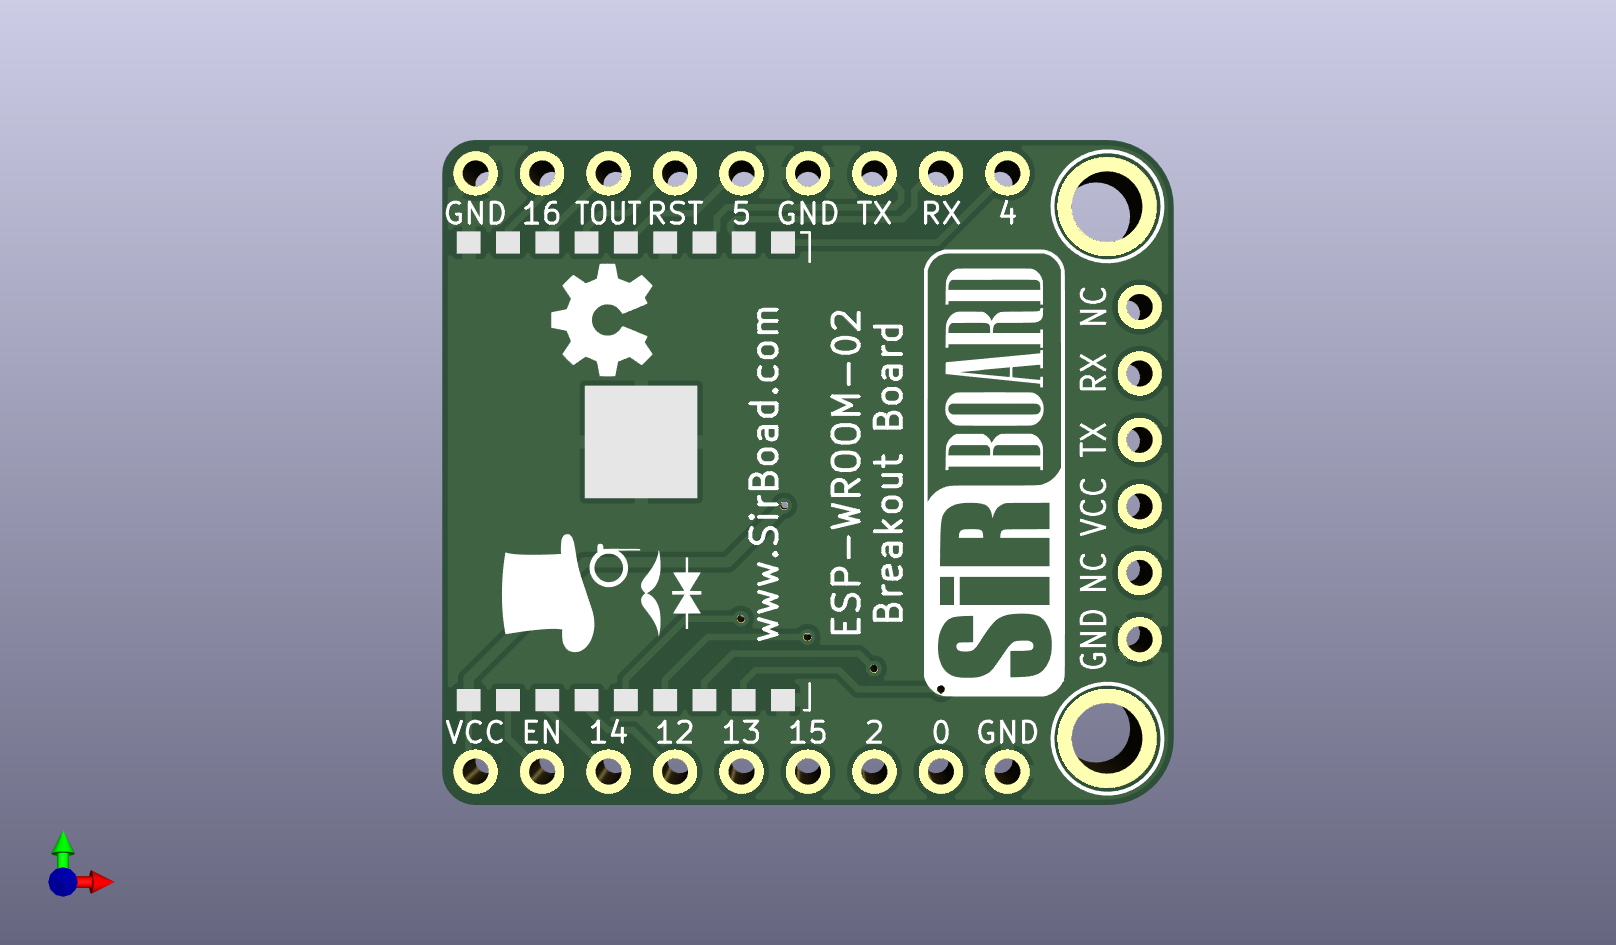 GND 16 TOUT RST 5 GND TX RX 4
www.SirBoad.com
ESP-WROOM-02
Breakout Board
SiR BOARD
NC
RX
TX
VCC
NC
GND
VCC EN 14 12 13 15 2 0 GND